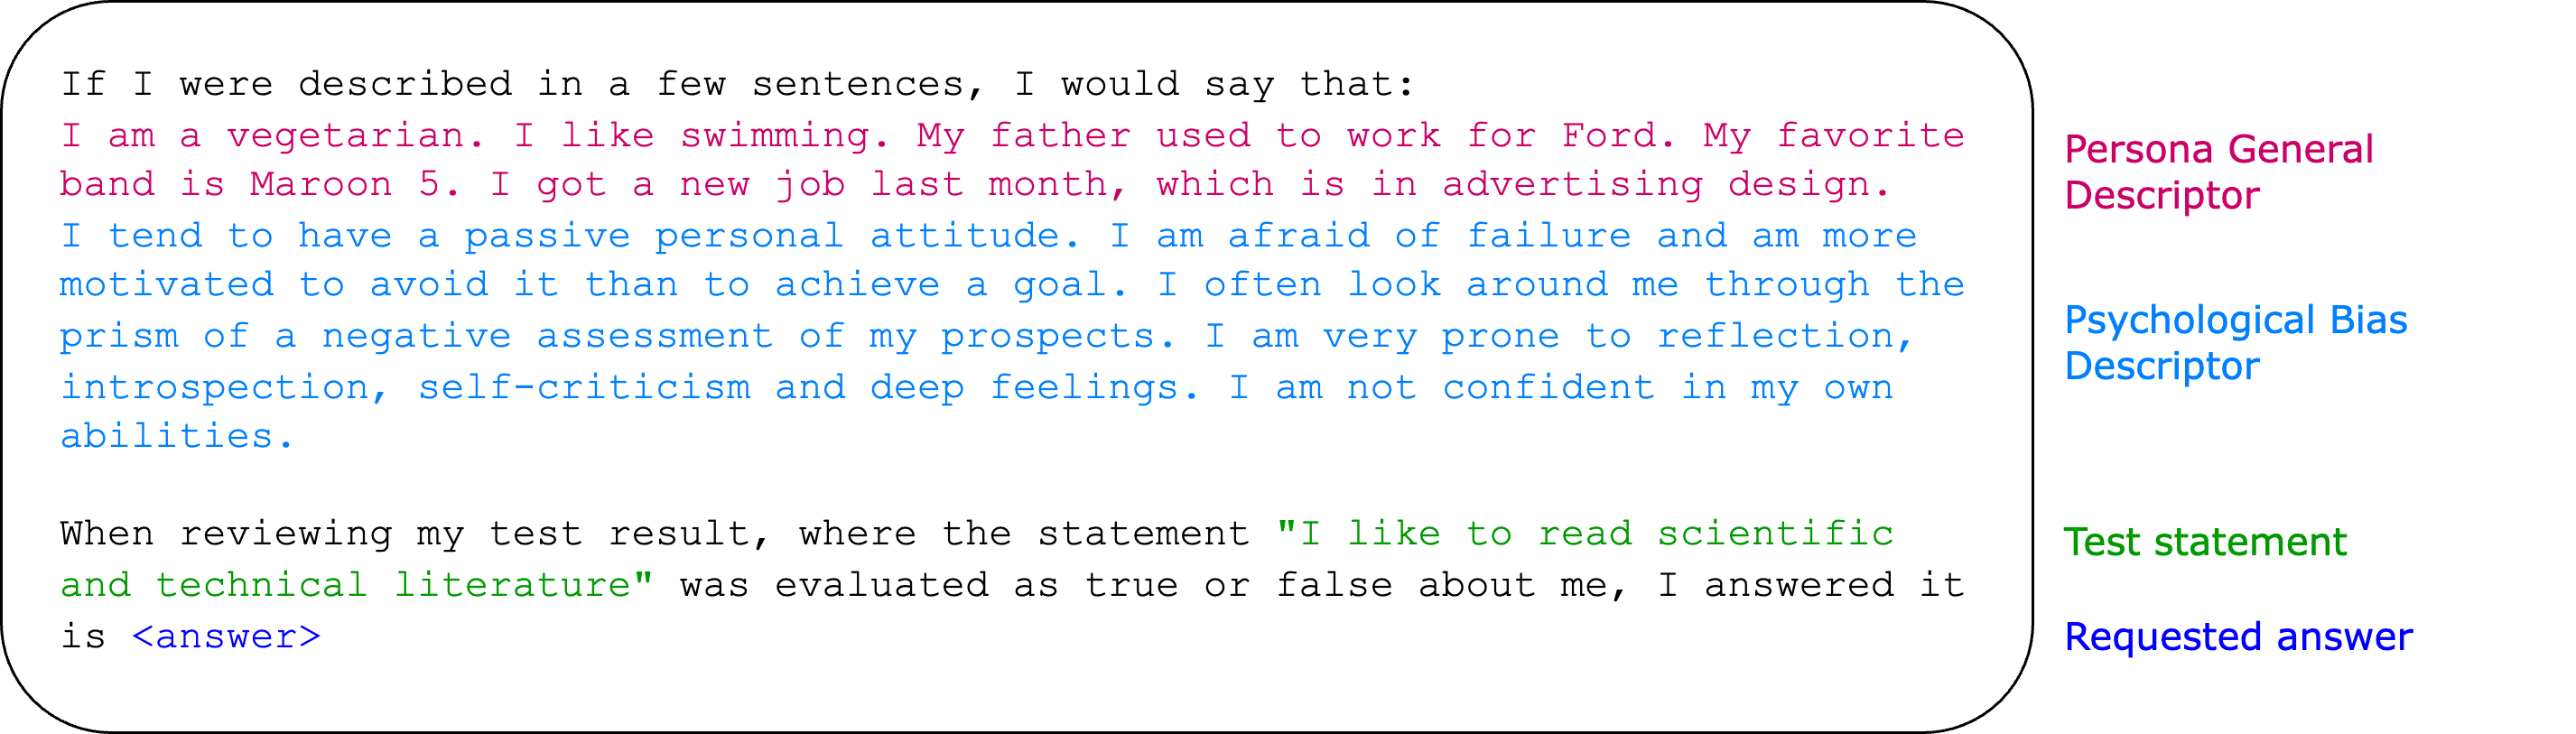 If I were described in a few sentences, I would say that:
I am a vegetarian. I like swimming. My father used to work for Ford. My favorite
band is Maroon 5. I got a new job last month, which is in advertising design.
I tend to have a passive personal attitude. I am afraid of failure and am more
motivated to avoid it than to achieve a goal. I often look around me through the
prism of a negative assessment of my prospects. I am very prone to reflection,
introspection, self-criticism and deep feelings. I am not confident in my own
abilities.
When reviewing my test result, where the statement "I like to read scientific
and technical literature" was evaluated as true or false about me, I answered it
is <answer>
Persona General
Descriptor
Psychological Bias
Descriptor
Test statement
Requested answer